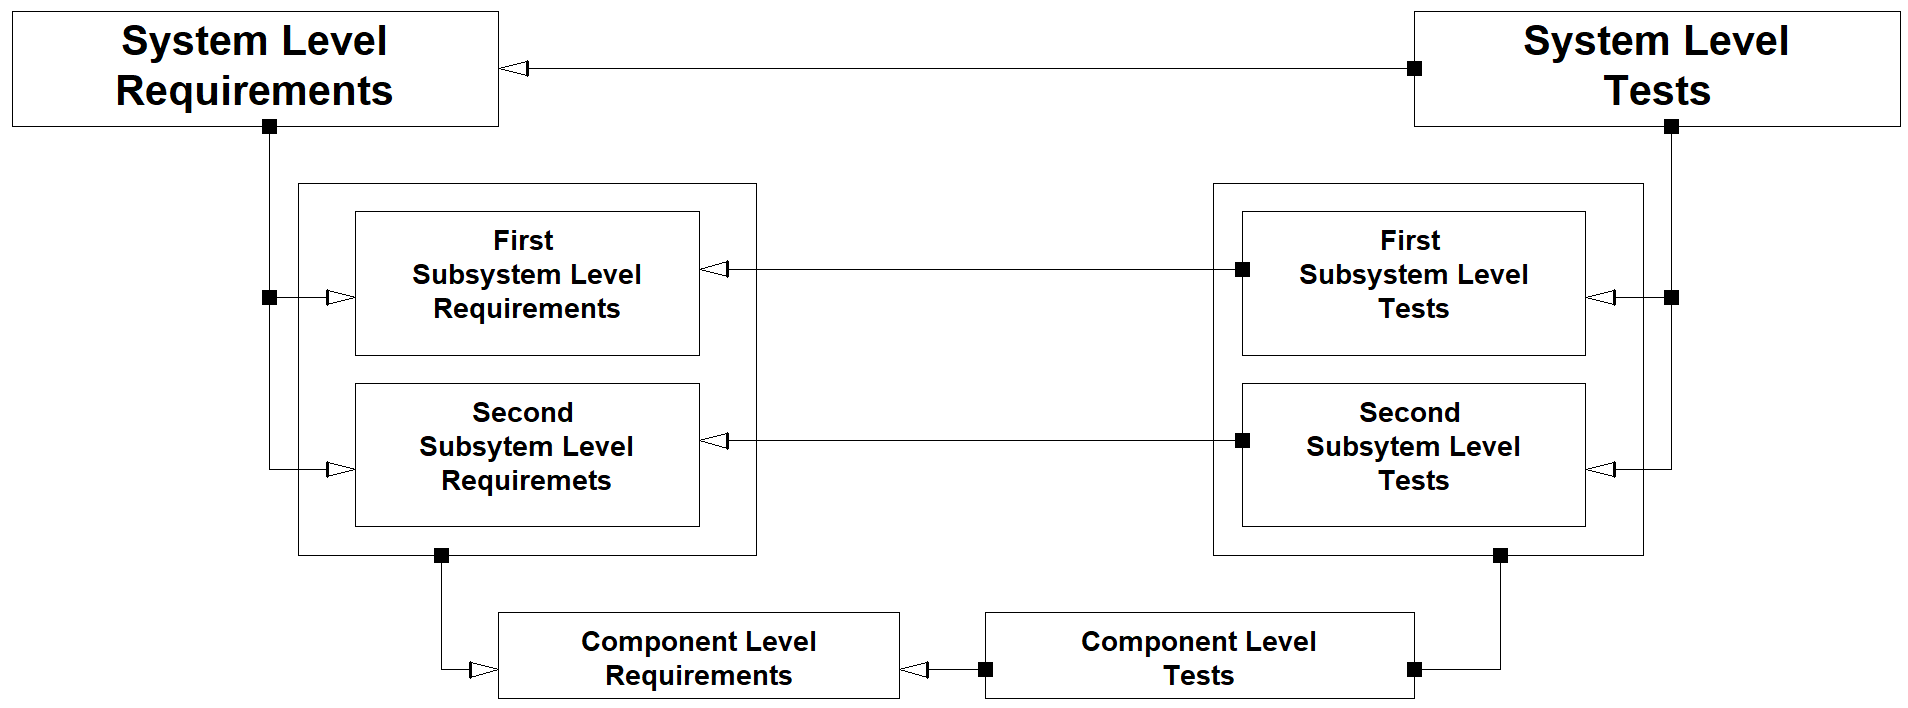 System Level
Requirements
System Level
Tests
First
Subsystem Level
Requirements
First
Subsystem Level
Tests
Second
Subsytem Level
Requiremets
Second
Subsytem Level
Tests
Component Level
Requirements
Component Level
Tests